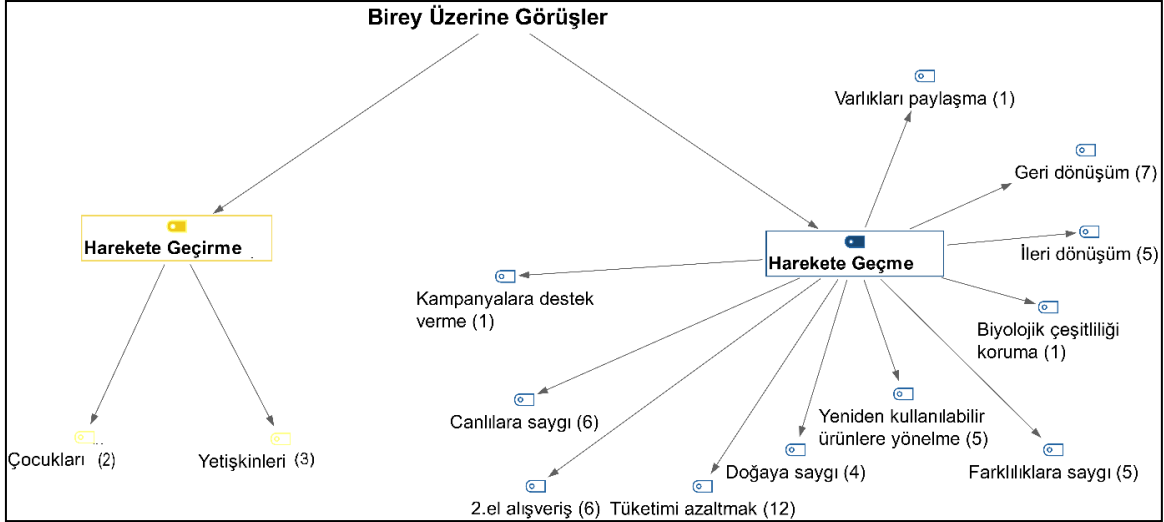 Birey Üzerine Görüşler
Varlıkları paylaşma (1)
Geri dönüşüm (7)
Harekete Geçirme
Harekete Geçme
İleri dönüşüm (5)
Kampanyalara destek
verme (1)
Biyolojik çeşitliliği
koruma (1)
Canlılara saygı (6)
Yeniden kullanılabilir
ürünlere yönelme (5)
Çocukları (2)
Yetişkinleri (3)
Doğaya saygı (4)
Farklılıklara saygı (5)
2.el alışveriş (6)
Tüketimi azaltmak (12)